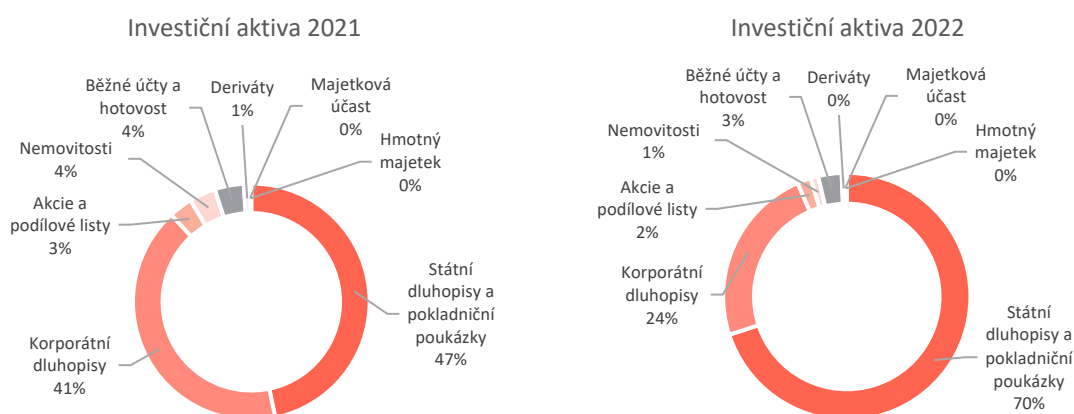 Investiční aktiva 2021
Běžné účty a
hotovost
4%
Deriváty
1%
Majetková
účast
0%
Nemovitosti
4%
Hmotný
majetek
0%
Akcie a
podílové listy
3%
Státní
dluhopisy a
pokladniční
poukázky
47%
Korporátní
dluhopisy
41%
Investiční aktiva 2022
Běžné účty a
hotovost
3%
Deriváty
0%
Majetková
účast
0%
Nemovitosti
1%
Hmotný
majetek
0%
Akcie a
podílové listy
2%
Korporátní
dluhopisy
24%
Státní
dluhopisy a
pokladniční
poukázky
70%